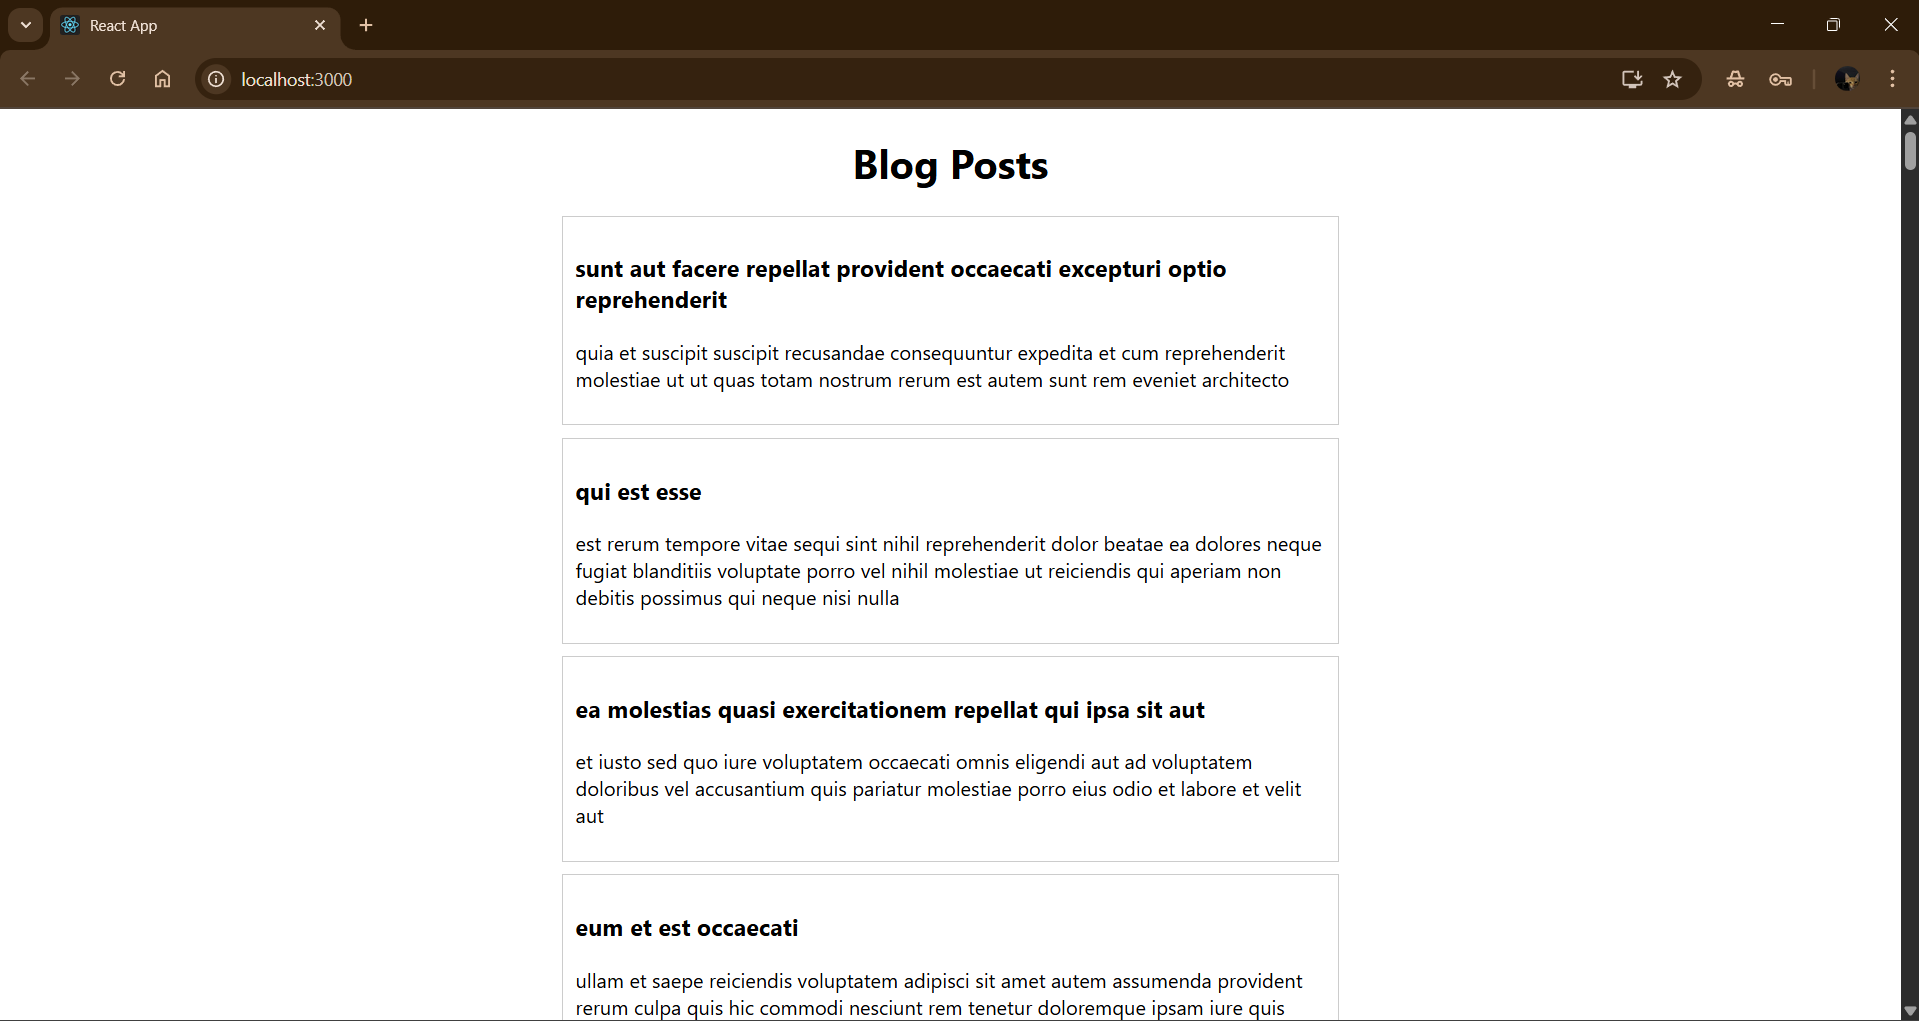 React App
localhost:3000
Blog Posts
sunt aut facere repellat provident occaecati excepturi optio
reprehenderit
quia et suscipit suscipit recusandae consequuntur expedita et cum reprehenderit
molestiae ut ut quas totam nostrum rerum est autem sunt rem eveniet architecto
qui est esse
est rerum tempore vitae sequi sint nihil reprehenderit dolor beatae ea dolores neque
fugiat blanditiis voluptate porro vel nihil molestiae ut reiciendis qui aperiam non
debitis possimus qui neque nisi nulla
ea molestias quasi exercitationem repellat qui ipsa sit aut
et iusto sed quo iure voluptatem occaecati omnis eligendi aut ad voluptatem
doloribus vel accusantium quis pariatur molestiae porro eius odio et labore et velit
aut
eum et est occaecati
ullam et saepe reiciendis voluptatem adipisci sit amet autem assumenda provident
rerum culpa quis hic commodi nesciunt rem tenetur doloremque ipsam iure quis